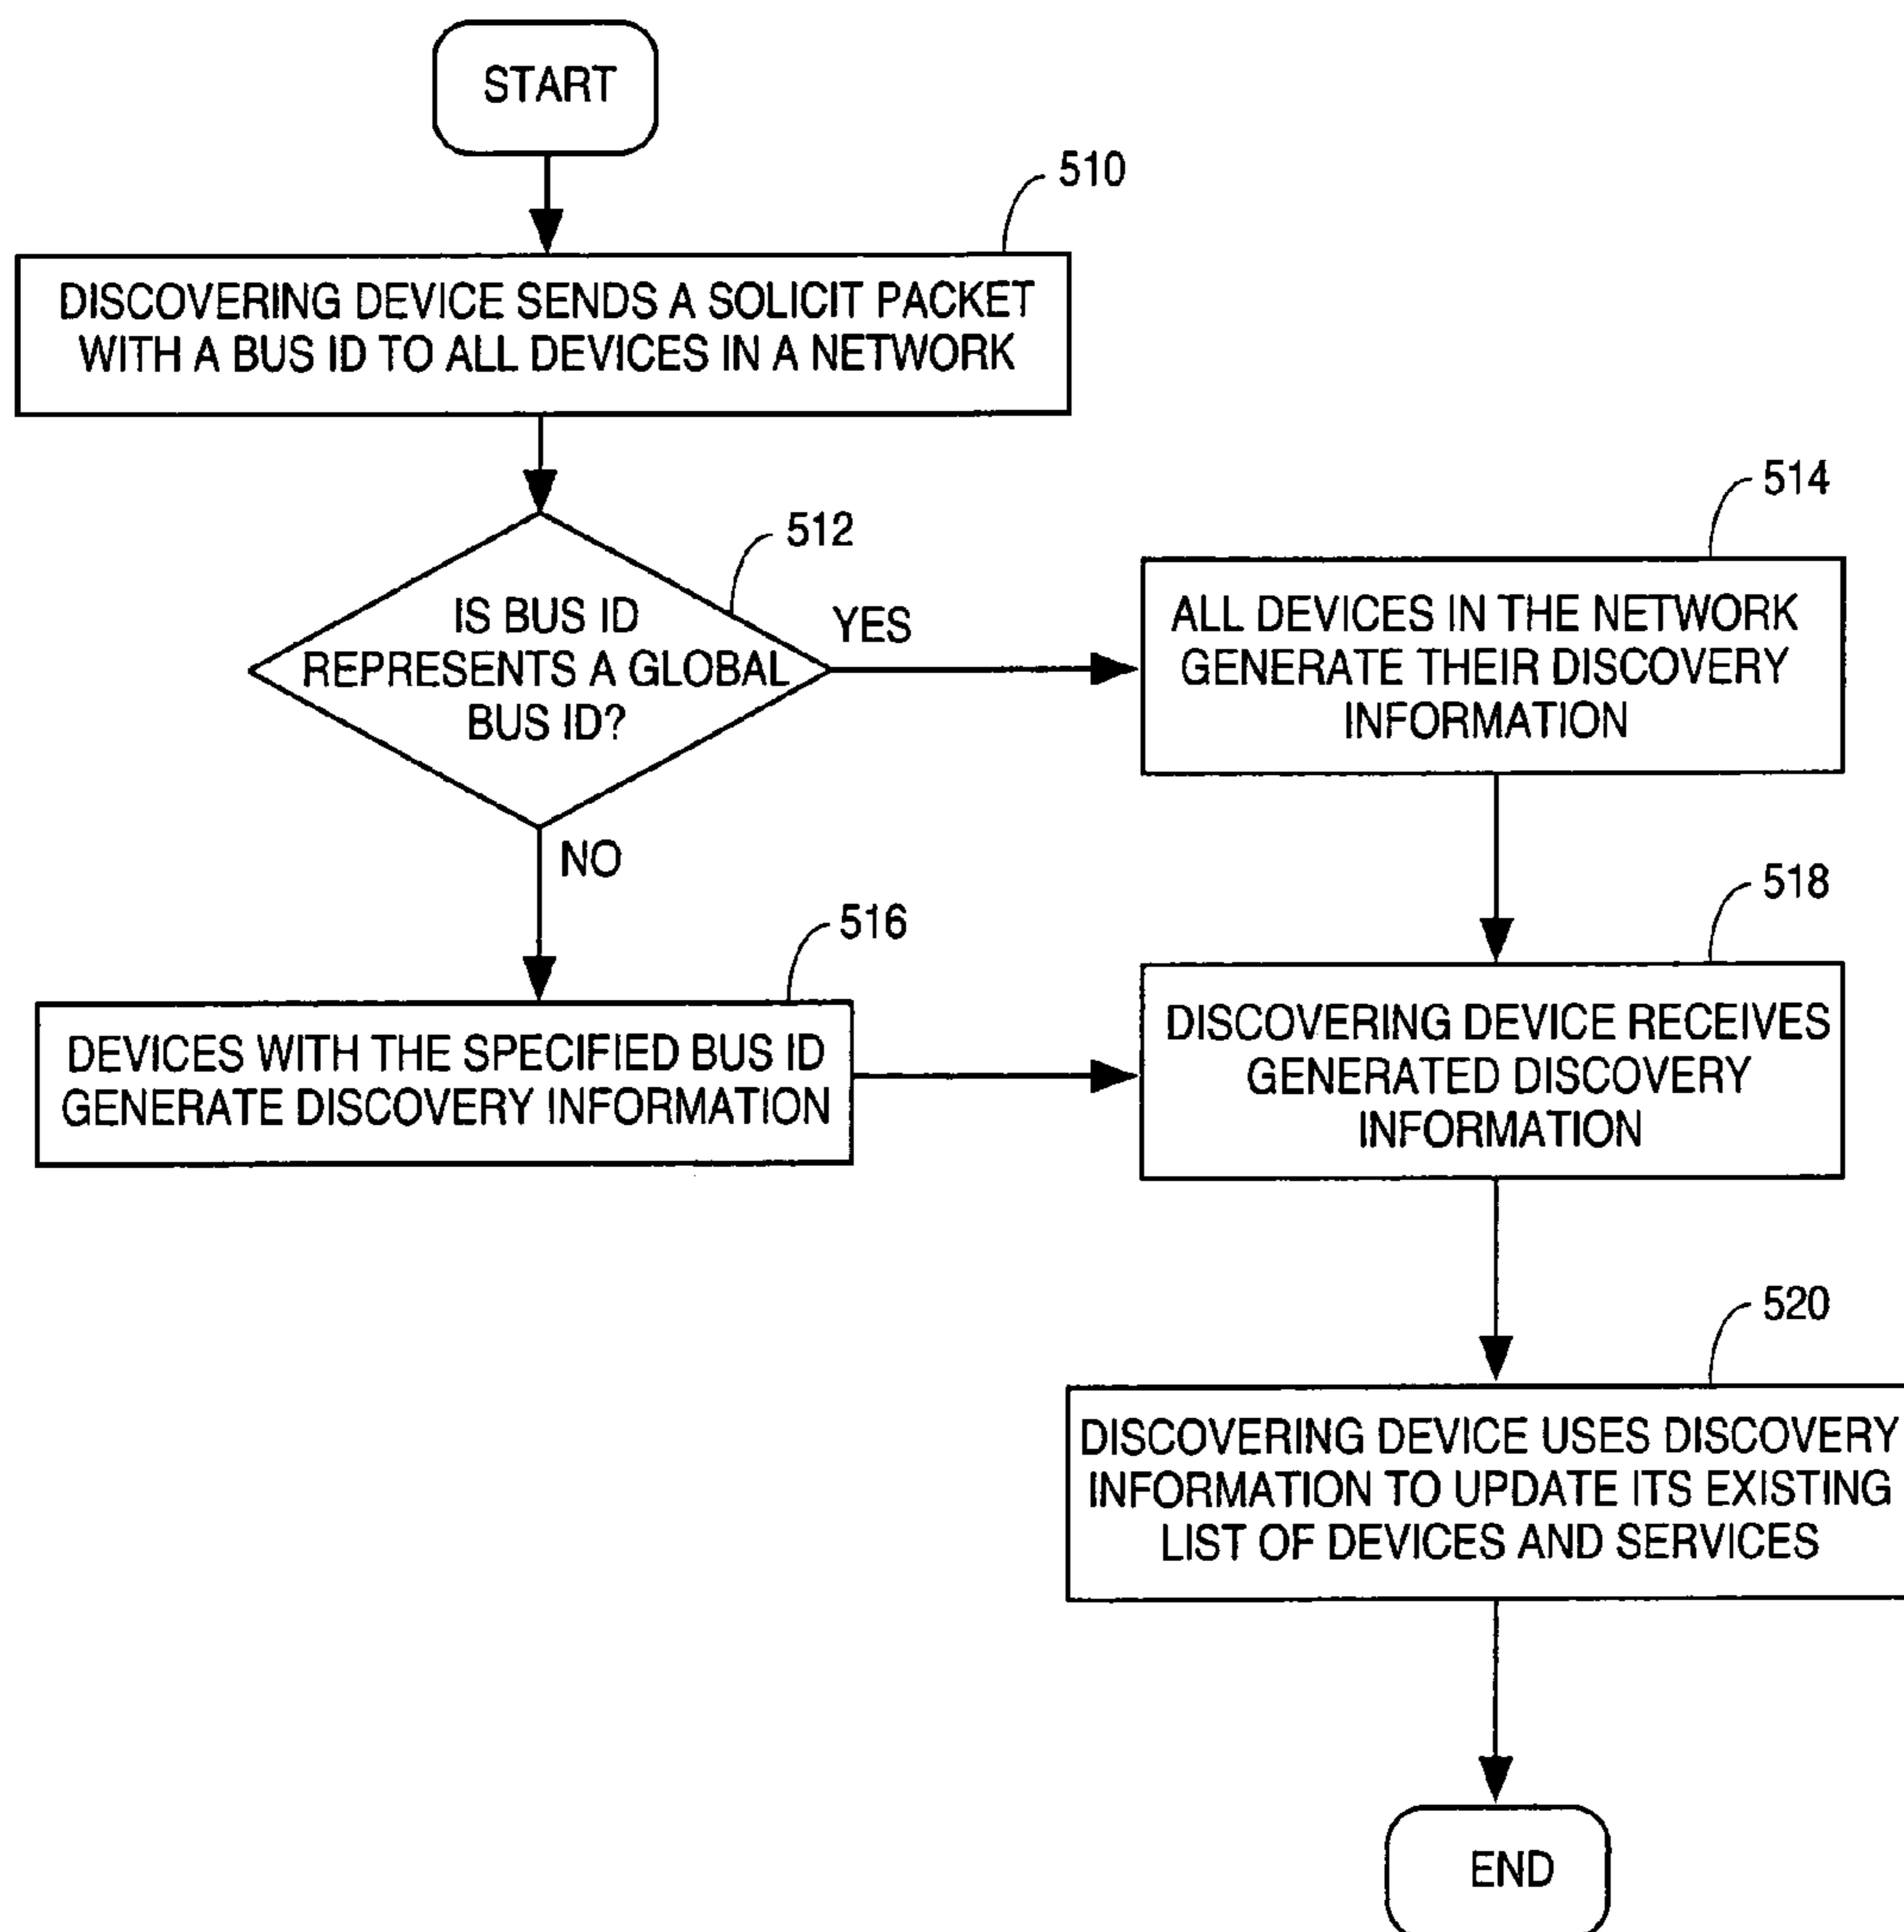 START
510
DISCOVERING DEVICE SENDS A SOLICIT PACKET
WITH A BUS ID TO ALL DEVICES IN A NETWORK
512
IS BUS ID
REPRESENTS A GLOBAL
BUS ID?
YES
NO
514
ALL DEVICES IN THE NETWORK
GENERATE THEIR DISCOVERY
INFORMATION
516
DEVICES WITH THE SPECIFIED BUS ID
GENERATE DISCOVERY INFORMATION
518
DISCOVERING DEVICE RECEIVES
GENERATED DISCOVERY
INFORMATION
520
DISCOVERING DEVICE USES DISCOVERY
INFORMATION TO UPDATE ITS EXISTING
LIST OF DEVICES AND SERVICES
END